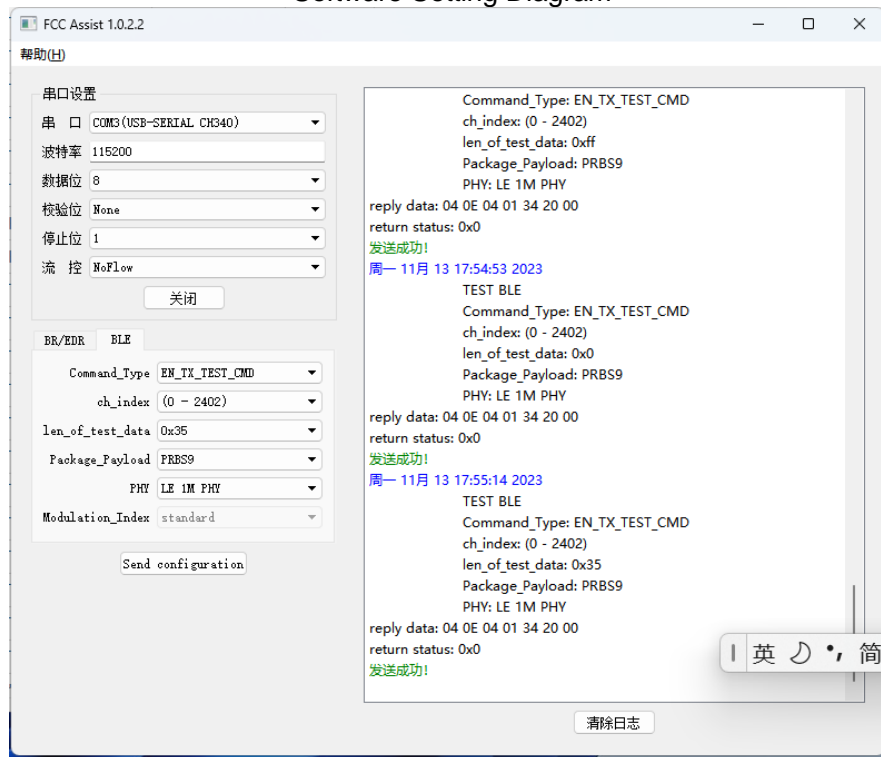 Software Setting Diagram
FCC Assist 1.0.2.2
帮助(H)
串口设置
串 口 COM3(USB-SERIAL CH340)
波特率 115200
数据位 8
校验位 None
停止位 1
流 控 NoFlow
关闭
BR/EDR BLE
Command_Type EN_TX_TEST_CMD
ch_index (0 - 2402)
len_of_test_data 0x35
Package_Payload PRBS9
PHY LE 1M PHY
Modulation_Index standard
Send configuration
Command_Type: EN_TX_TEST_CMD
ch_index: (0 - 2402)
len_of_test_data: 0xff
Package_Payload: PRBS9
PHY: LE 1M PHY
reply data: 04 0E 04 01 34 20 00
return status: 0x0
发送成功!
周一 11月 13 17:54:53 2023
TEST BLE
Command_Type: EN_TX_TEST_CMD
ch_index: (0 - 2402)
len_of_test_data: 0x0
Package_Payload: PRBS9
PHY: LE 1M PHY
reply data: 04 0E 04 01 34 20 00
return status: 0x0
发送成功!
周一 11月 13 17:55:14 2023
TEST BLE
Command_Type: EN_TX_TEST_CMD
ch_index: (0 - 2402)
len_of_test_data: 0x35
Package_Payload: PRBS9
PHY: LE 1M PHY
reply data: 04 0E 04 01 34 20 00
return status: 0x0
发送成功!
英 简
清除日志